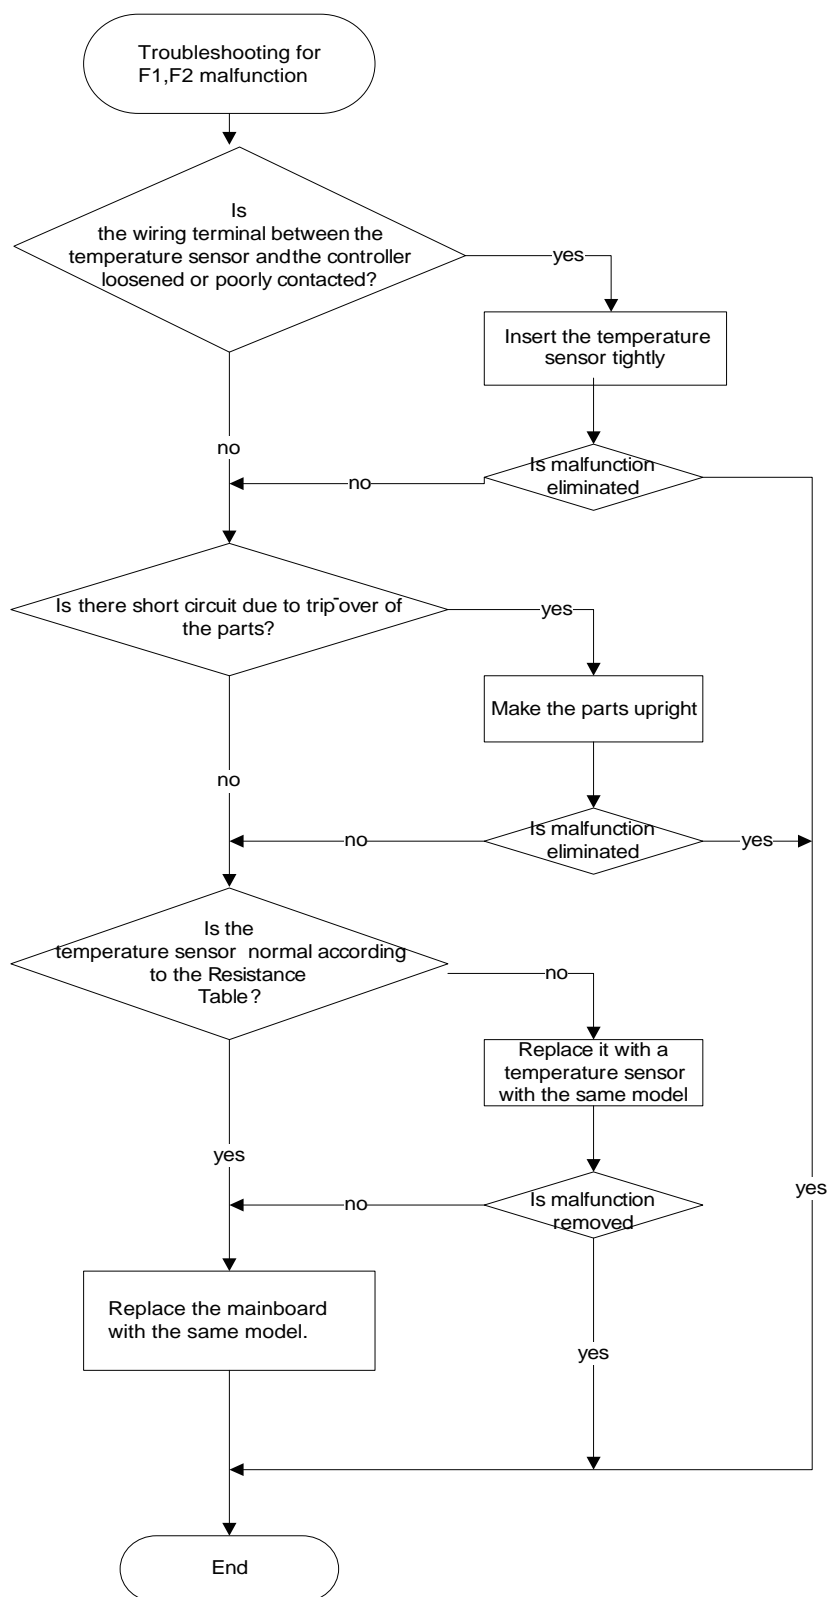 Troubleshooting for
F1,F2 malfunction
Is
the wiring terminal between the
temperature sensor and the controller
loosened or poorly contacted?
yes
Insert the temperature
sensor tightly
no
Is malfunction
eliminated
no
Is there short circuit due to trip-over of
the parts?
yes
Make the parts upright
no
Is malfunction
eliminated
no
yes
Is the
temperature sensor normal according
to the Resistance
Table?
no
Replace it with a
temperature sensor
with the same model
yes
Is malfunction
removed
no
yes
Replace the mainboard
with the same model.
yes
End